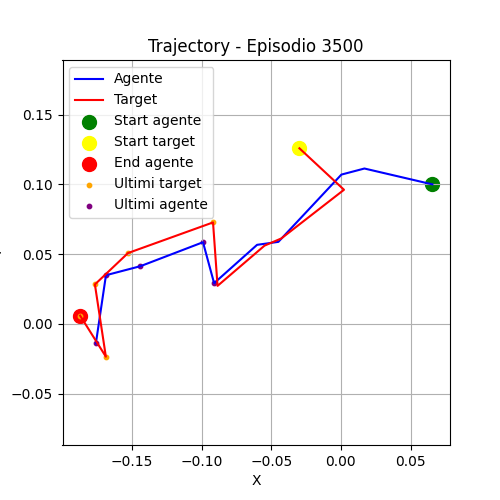 Trajectory - Episodio 3500
Agente
Target
Start agente
Start target
End agente
Ultimi target
Ultimi agente
0.15
0.10
0.05
0.00
−0.05
−0.15
−0.10
−0.05
0.00
0.05
X